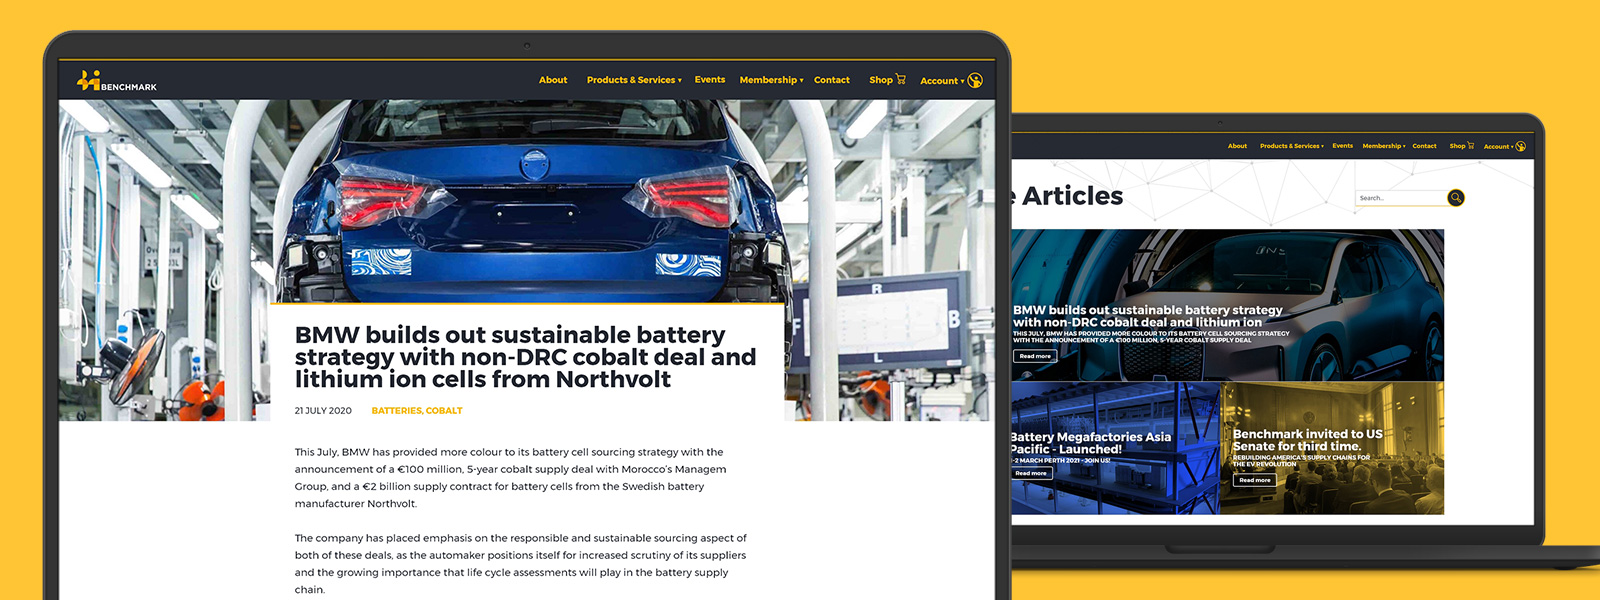 BENCHMARK
About Products & Services Events Membership Contact Shop Account
Overhead
R
F
B
L
BMW builds out sustainable battery
strategy with non-DRC cobalt deal and
lithium ion cells from Northvolt
21 JULY 2020 BATTERIES, COBALT
This July, BMW has provided more colour to its battery cell sourcing strategy with the
announcement of a €100 million, 5-year cobalt supply deal with Morocco's Managem
Group, and a €2 billion supply contract for battery cells from the Swedish battery
manufacturer Northvolt.
The company has placed emphasis on the responsible and sustainable sourcing aspect of
both of these deals, as the automaker positions itself for increased scrutiny of its suppliers
and the growing importance that life cycle assessments will play in the battery supply
chain.
About Products & Services Events Membership Contact Shop Account
e Articles
Search...
BMW builds out sustainable battery strategy
with non-DRC cobalt deal and lithium ion
THIS JULY, BMW HAS PROVIDED MORE COLOUR TO ITS BATTERY CELL SOURCING STRATEGY
WITH THE ANNOUNCEMENT OF A €100 MILLION, 5-YEAR COBALT SUPPLY DEAL
Read more
Battery Megafactories Asia
Pacific - Launched!
1-2 MARCH PERTH 2021 - JOIN US!
Read more
Benchmark invited to US
Senate for third time.
REBUILDING AMERICA'S SUPPLY CHAINS FOR
THE EV REVOLUTION
Read more